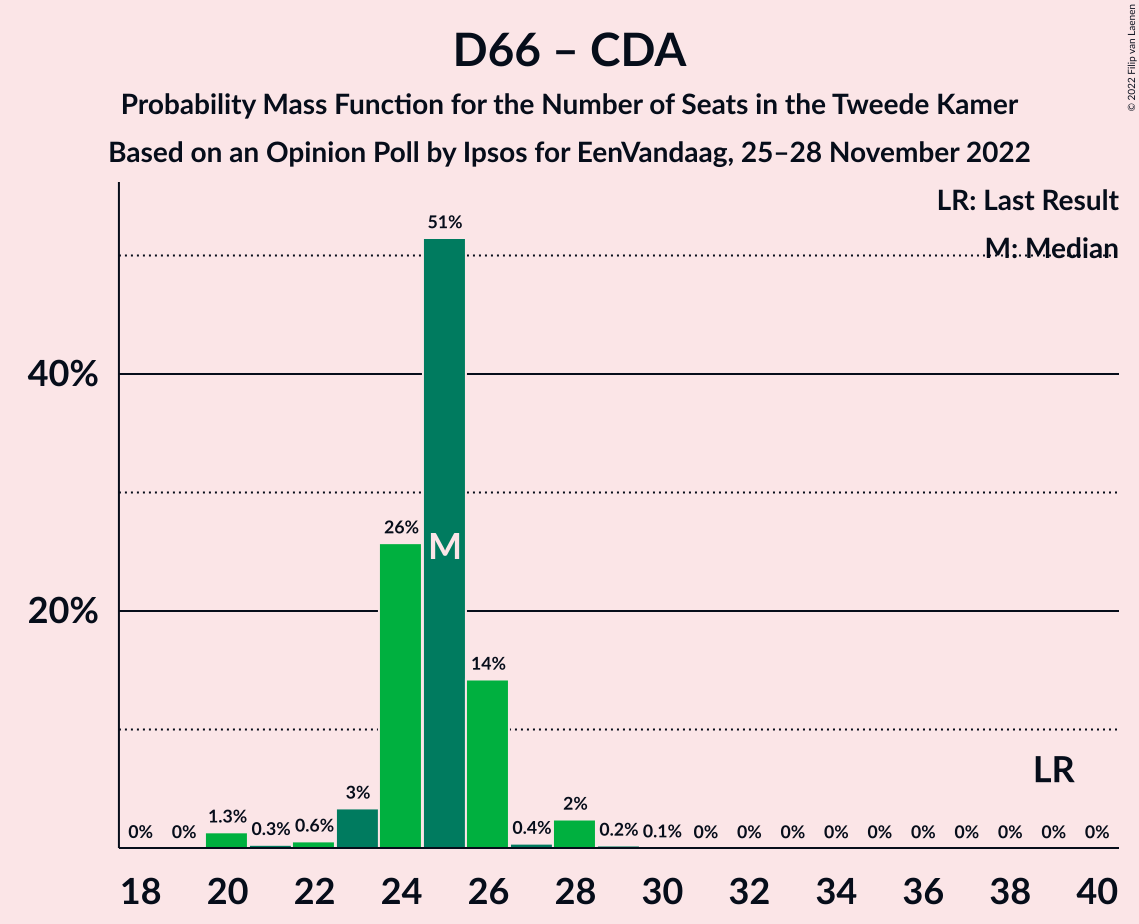 D66 – CDA
Probability Mass Function for the Number of Seats in the Tweede Kamer
Based on an Opinion Poll by Ipsos for EenVandaag, 25–28 November 2022
© 2022 Filip van Laenen
LR: Last Result
M: Median
51%
40%
26%
M
20%
14%
LR
3%
2%
0% 0% 1.3% 0.3% 0.6% 0.4% 0.2% 0.1% 0% 0% 0% 0% 0% 0% 0% 0% 0% 0%
18 20 22 24 26 28 30 32 34 36 38 40